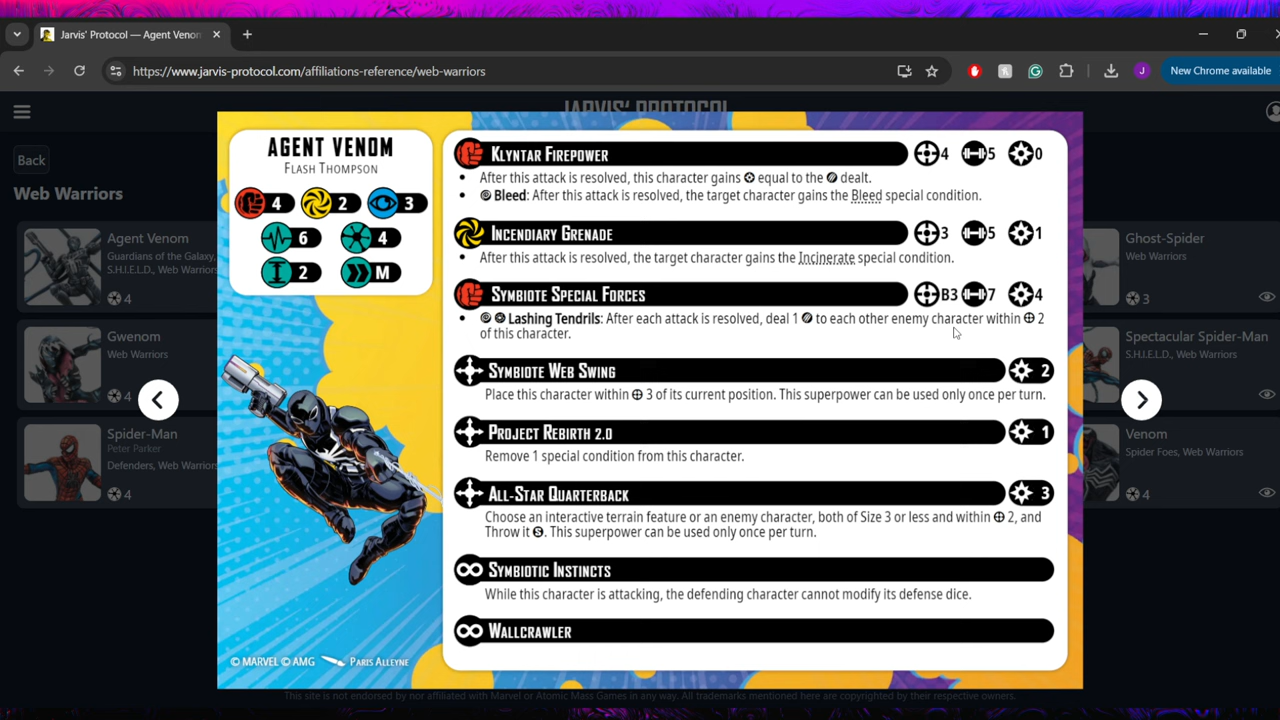 Jarvis' Protocol — Agent Venon
https://www.jarvis-protocol.com/affiliations-reference/web-warriors
New Chrome available
JARVIS' PROTOCOL
Back
Web Warriors
Agent Venom
Guardians of the Galaxy,
S.H.I.E.L.D., Web Warriors
4
Gwenom
Web Warriors
4
Spider-Man
Peter Parker
Defenders, Web Warriors
4
AGENT VENOM
FLASH THOMPSON
4 2 3
6 4
2 M
KLYNTAR FIREPOWER 4 5 0
• After this attack is resolved, this character gains equal to the dealt.
• Bleed: After this attack is resolved, the target character gains the Bleed special condition.
INCENDIARY GRENADE 3 5 1
• After this attack is resolved, the target character gains the Incinerate special condition.
SYMBIOTE SPECIAL FORCES B3 7 4
• Lashing Tendrils: After each attack is resolved, deal 1 to each other enemy character within 2
of this character.
SYMBIOTE WEB SWING 2
Place this character within 3 of its current position. This superpower can be used only once per turn.
PROJECT REBIRTH 2.0 1
Remove 1 special condition from this character.
ALL-STAR QUARTERBACK 3
Choose an interactive terrain feature or an enemy character, both of Size 3 or less and within 2, and
Throw it S. This superpower can be used only once per turn.
SYMBIOTIC INSTINCTS
While this character is attacking, the defending character cannot modify its defense dice.
WALLCRAWLER
© MARVEL © AMG PARIS ALLEYNE
Ghost-Spider
Web Warriors
3
Spectacular Spider-Man
S.H.I.E.L.D., Web Warriors
Venom
Spider Foes, Web Warriors
4
This site is not endorsed by nor affiliated with Marvel or Atomic Mass Games in any way. All trademarks mentioned here are copyrighted by their respective owners.